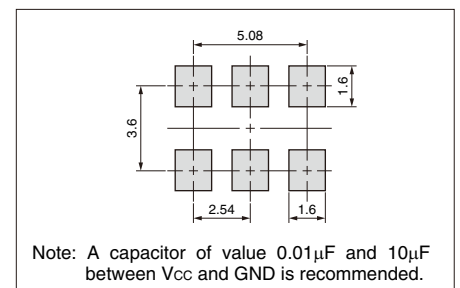 5.08
1.6
3.6
2.54
1.6
Note: A capacitor of value 0.01μF and 10μF
between Vcc and GND is recommended.